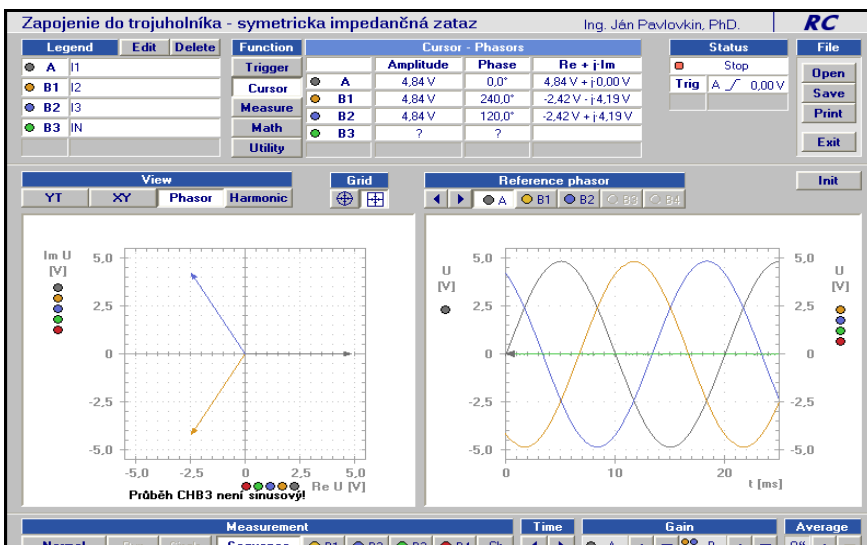 Zapojenie do trojuholníka - symetricka impedančná zataz Ing. Ján Pavlovkin, PhD. RC
Legend Edit Delete Function Cursor - Phasors Status File
Trigger Amplitude Phase Re + j·Im Stop Open
A I1 Cursor A 4,84 V 0,0° 4,84 V + j·0,00 V Trig A 0,00 V Save
B1 I2 Measure B1 4,84 V 240,0° -2,42 V - j·4,19 V Print
B2 I3 Math B2 4,84 V 120,0° -2,42 V + j·4,19 V Exit
B3 IN Utility B3 ? ?
View Grid Reference phasor Init
YT XY Phasor Harmonic A B1 B2 B3 B4
Im U
[V]
5,0
2,5
0
-2,5
-5,0
-5,0 -2,5 0 2,5 5,0
Re U [V]
Průběh CHB3 není sinusový!
U
[V]
5,0
2,5
0
-2,5
-5,0
0 10 20
t [ms]
U
[V]
5,0
2,5
0
-2,5
-5,0
Measurement Time Gain Average
Normal Sequence B1 B2 B3 B4 A B Off